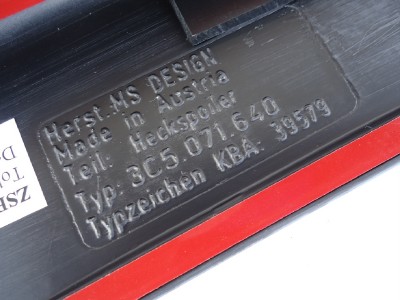 Herst.:MS DESIGN
Made in Austria
Teil: Heckspoiler
Typ: 3C5.071.640
Typzeichen KBA: 39579